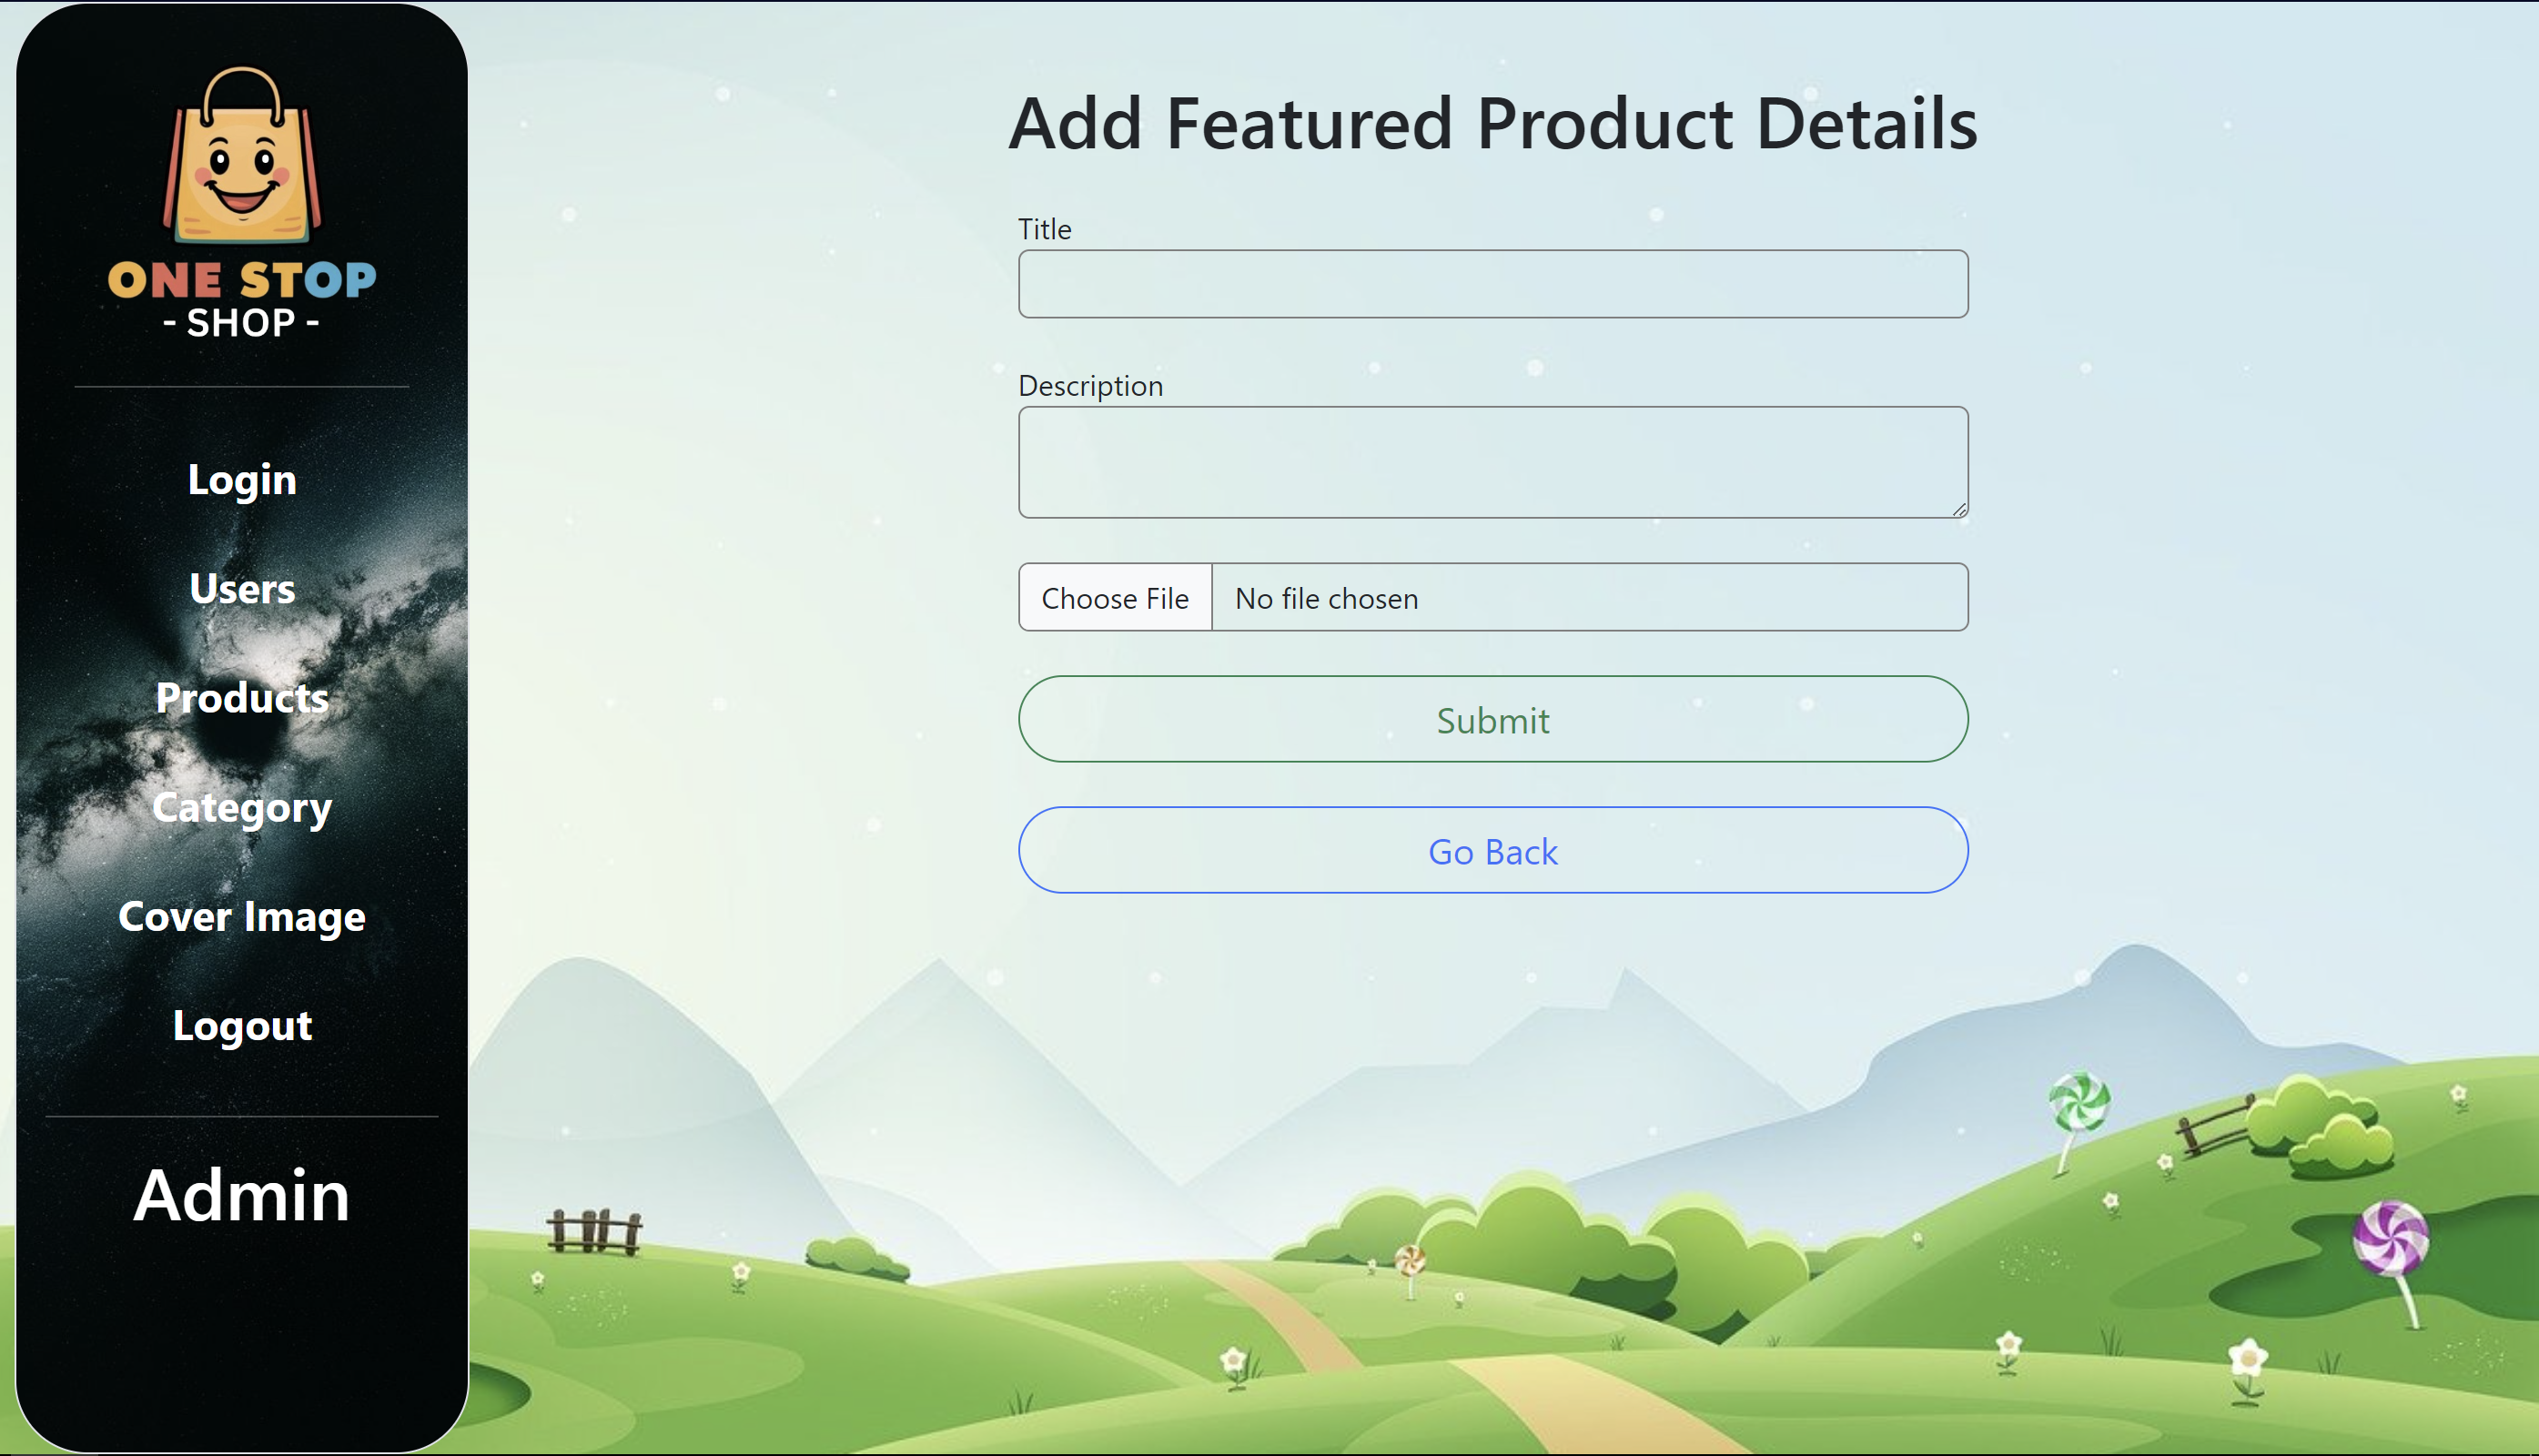 ONE STOP
- SHOP -
Login
Users
Products
Category
Cover Image
Logout
Admin
Add Featured Product Details
Title
Description
Choose File No file chosen
Submit
Go Back